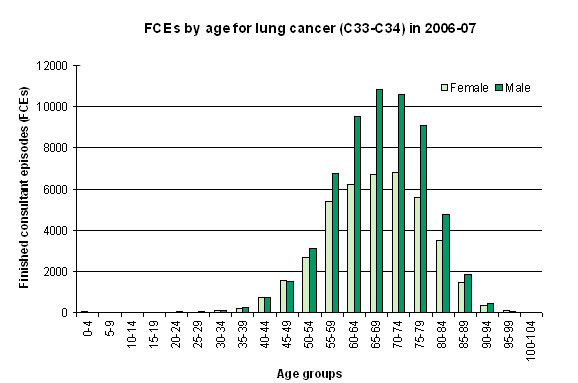 FCEs by age for lung cancer (C33-C34) in 2006-07
12000
10000
8000
6000
4000
2000
0
Finished consultant episodes (FCEs)
Female Male
0-4 5-9 10-14 15-19 20-24 25-29 30-34 35-39 40-44 45-49 50-54 55-59 60-64 65-69 70-74 75-79 80-84 85-89 90-94 95-99 100-104
Age groups